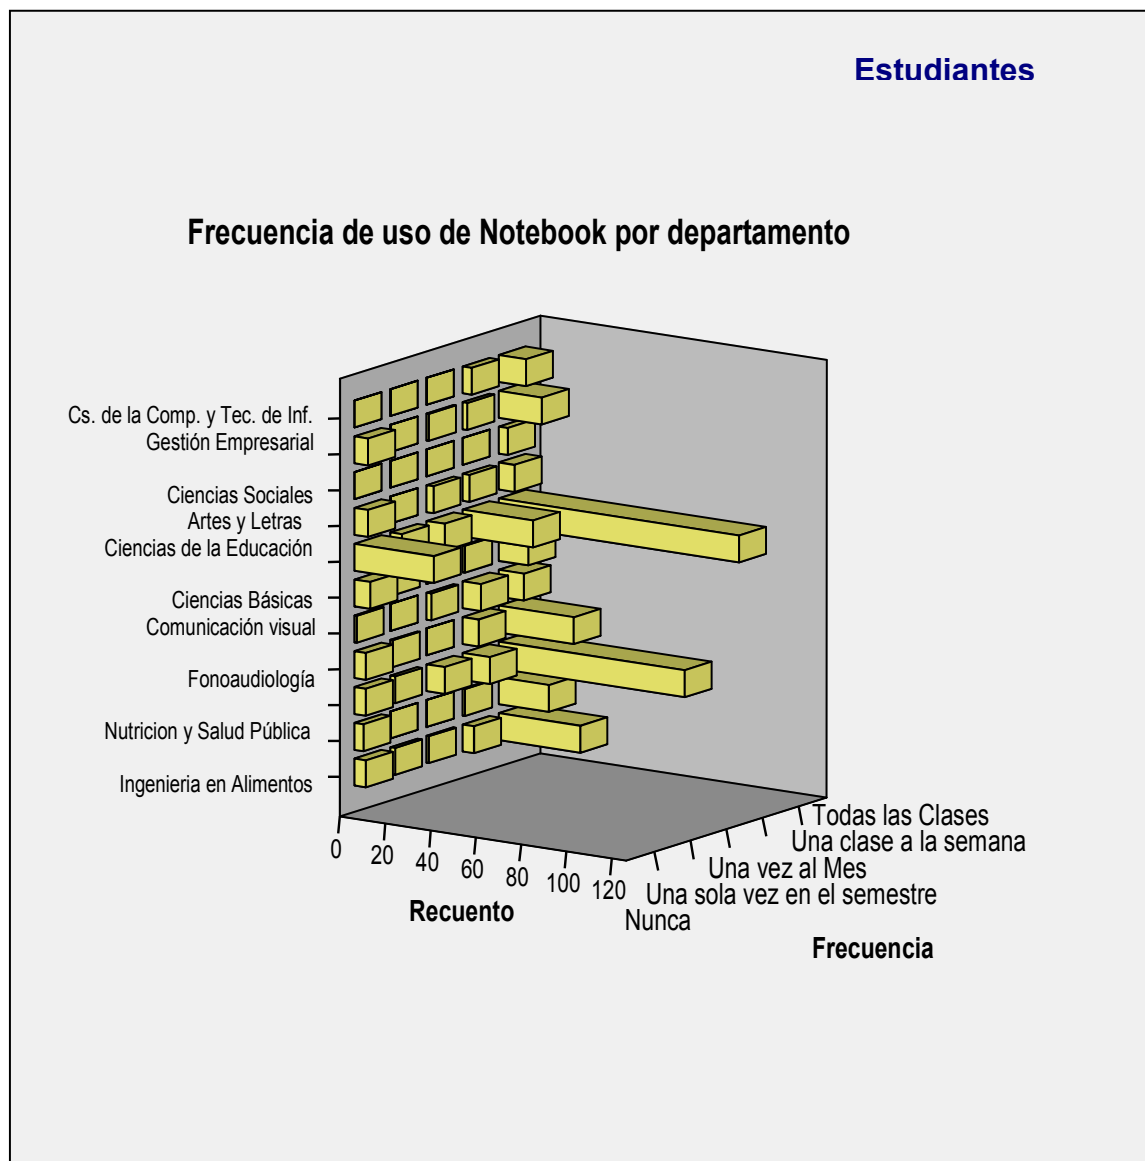 Estudiantes
Frecuencia de uso de Notebook por departamento
Cs. de la Comp. y Tec. de Inf.
Gestión Empresarial
Ciencias Sociales
Artes y Letras
Ciencias de la Educación
Ciencias Básicas
Comunicación visual
Fonoaudiología
Nutricion y Salud Pública
Ingenieria en Alimentos
0
20
40
60
80
100
120
Recuento
Todas las Clases
Una clase a la semana
Una vez al Mes
Una sola vez en el semestre
Nunca
Frecuencia